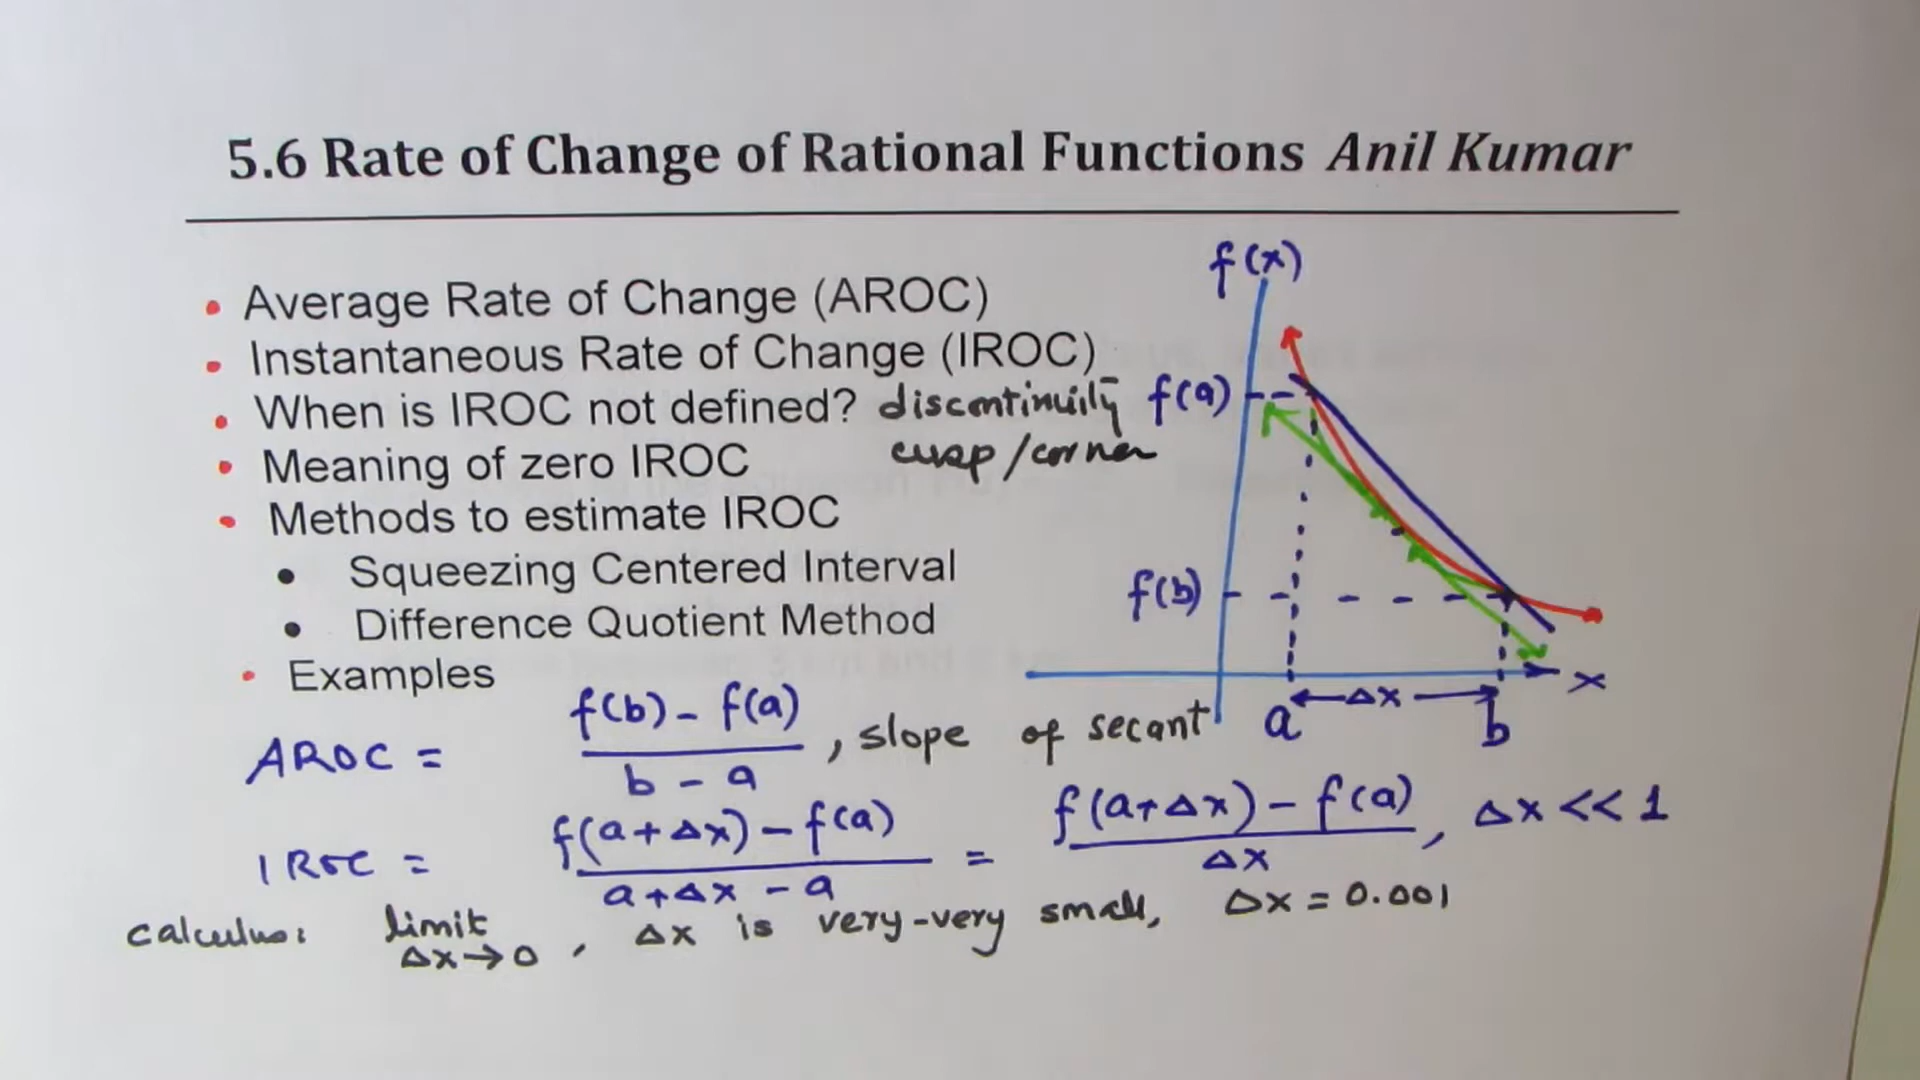 5.6 Rate of Change of Rational Functions Anil Kumar
• Average Rate of Change (AROC)
• Instantaneous Rate of Change (IROC)
• When is IROC not defined? discontinuity
cusp/corner
• Meaning of zero IROC
• Methods to estimate IROC
• Squeezing Centered Interval
• Difference Quotient Method
• Examples
f(x)
f(a)
f(b)
x
a ←Δx→ b
AROC = f(b) - f(a) / b - a , slope of secant
IROC = f(a+Δx) - f(a) / a+Δx - a = f(a+Δx) - f(a) / Δx , Δx << 1
calculus: limit Δx→0 , Δx is very-very small, Δx = 0.001